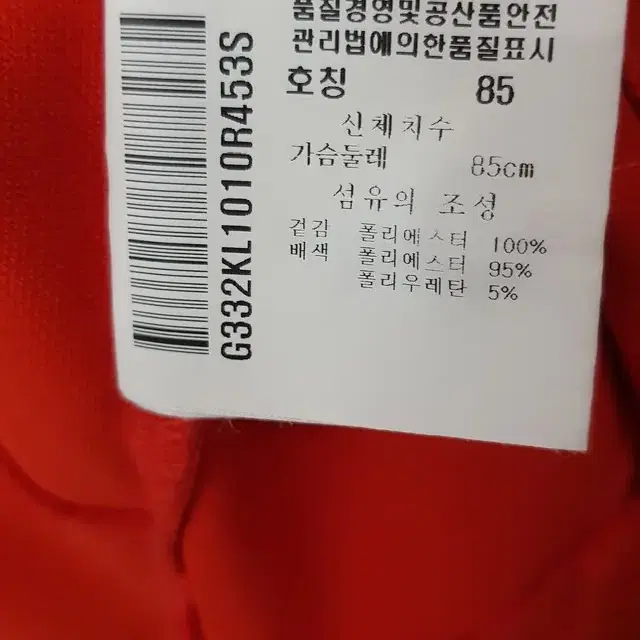 품질경영및공산품안전
관리법에의한품질표시
호칭 85
신체치수
가슴둘레 85cm
섬유의 조성
겉감 폴리에스터 100%
배색 폴리에스터 95%
폴리우레탄 5%
G332KL1010R453S